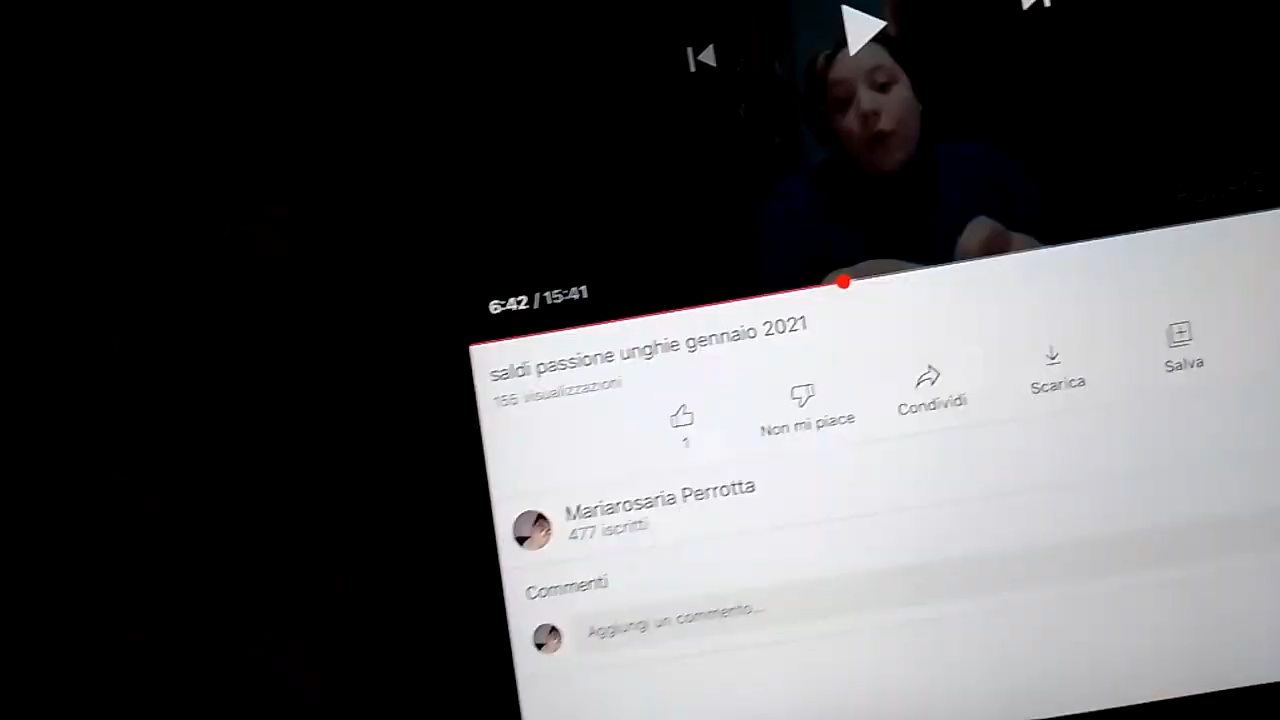 6:42 / 15:41
saldi passione unghie gennaio 2021
156 visualizzazioni
1
Non mi piace
Condividi
Scarica
Salva
Mariarosaria Perrotta
477 iscritti
Commenti
Aggiungi un commento...